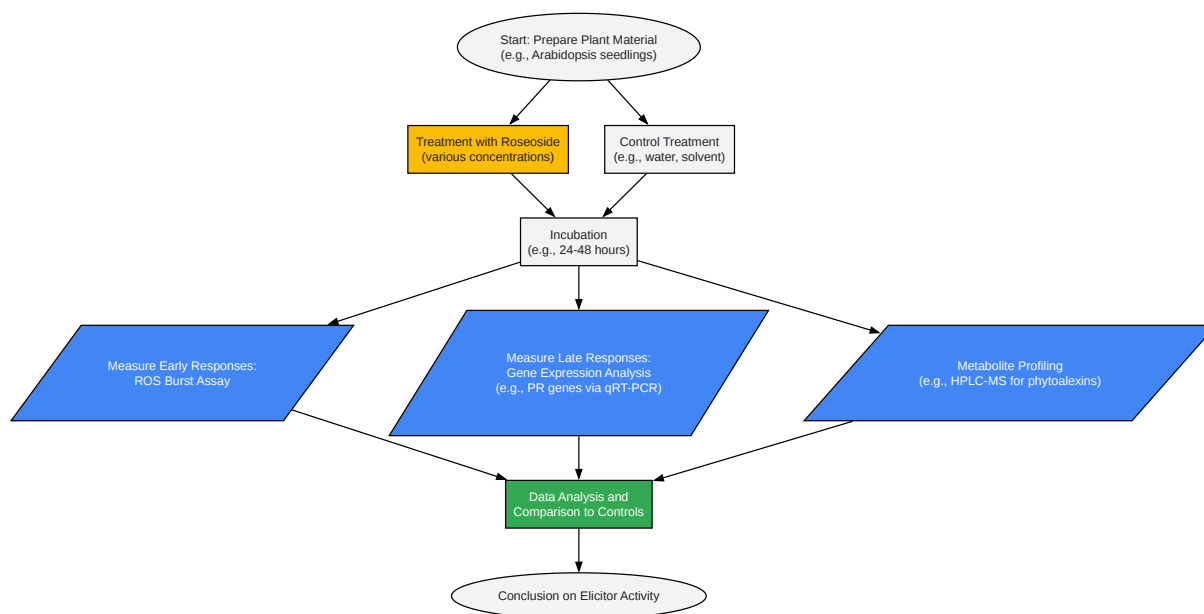 Start: Prepare Plant Material
(e.g., Arabidopsis seedlings)
Treatment with Roseoside
(various concentrations)
Control Treatment
(e.g., water, solvent)
Incubation
(e.g., 24-48 hours)
Measure Early Responses:
ROS Burst Assay
Measure Late Responses:
Gene Expression Analysis
(e.g., PR genes via qRT-PCR)
Metabolite Profiling
(e.g., HPLC-MS for phytoalexins)
Data Analysis and
Comparison to Controls
Conclusion on Elicitor Activity